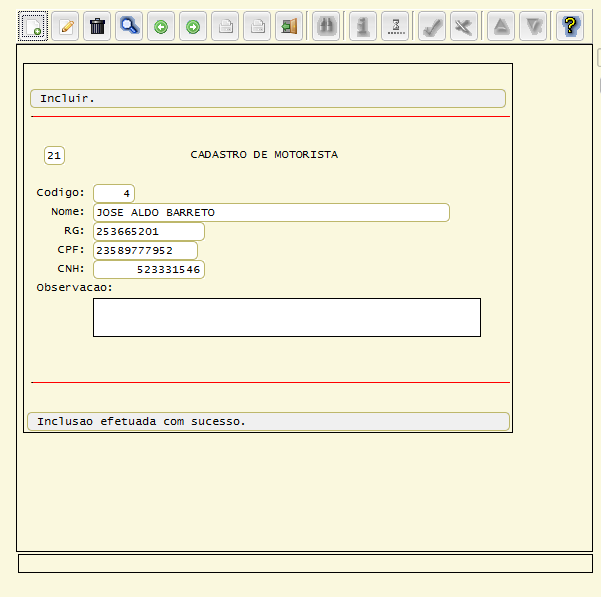 Incluir.
21 CADASTRO DE MOTORISTA
Codigo: 4
Nome: JOSE ALDO BARRETO
RG: 253665201
CPF: 23589777952
CNH: 523331546
Observacao:
Inclusao efetuada com sucesso.